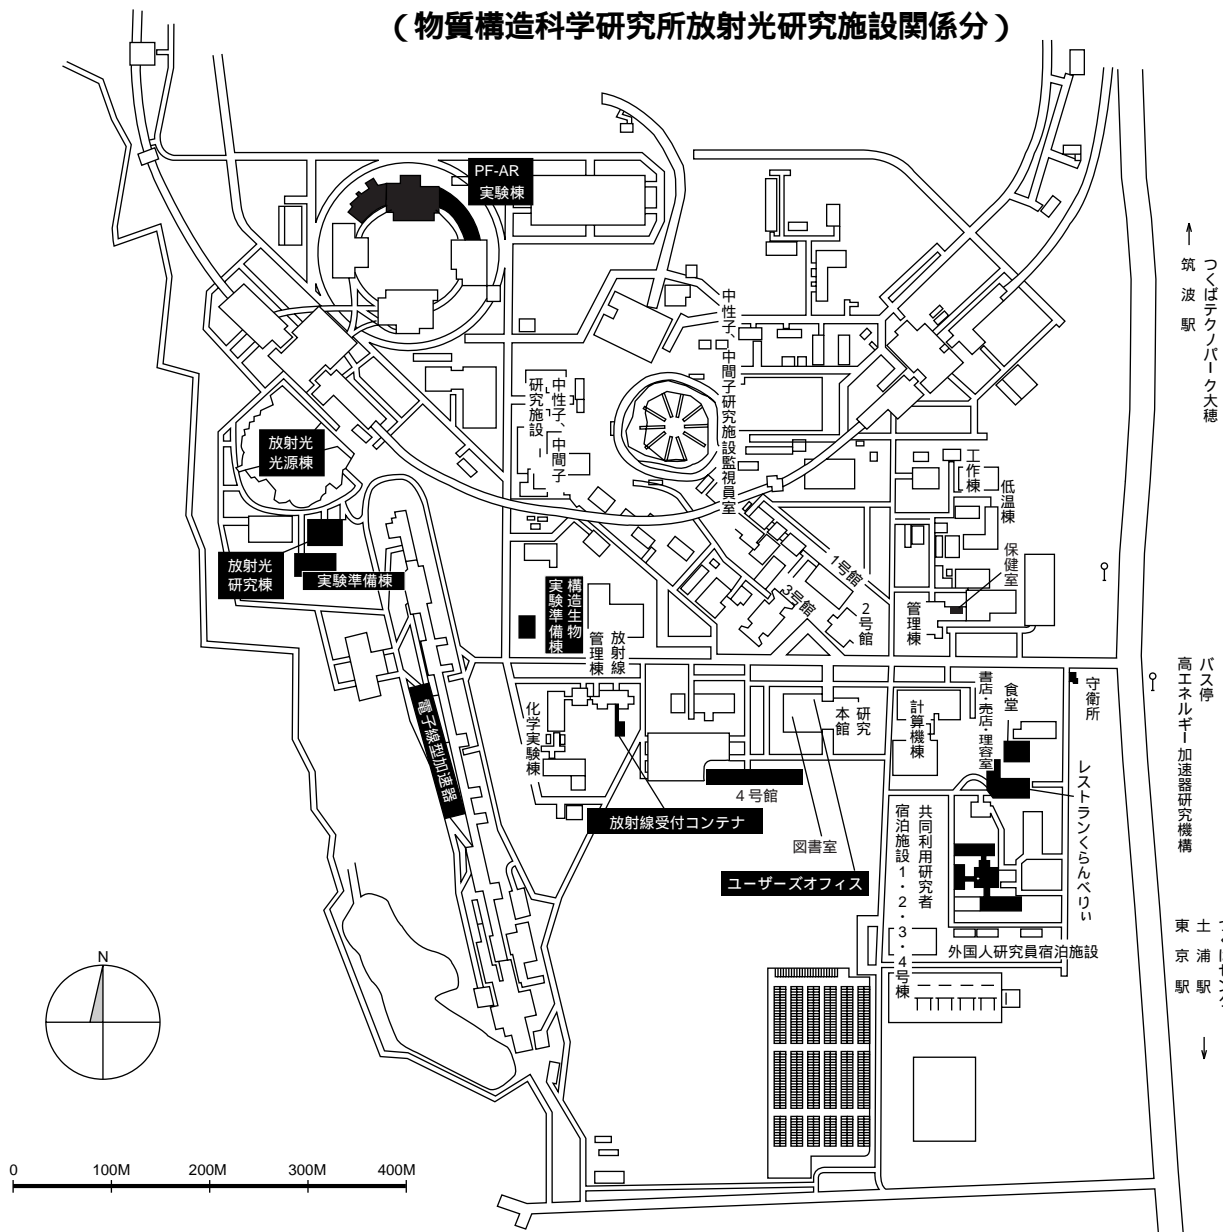 (物質構造科学研究所放射光研究施設関係分)
PF-AR
実験棟
つくばテクノパーク大穂
筑波駅
↑
中性子、中間子研究施設監視員室
中性子、中間子
研究施設
放射光
光源棟
工作棟
低温棟
保健室
放射光
研究棟
実験準備棟
構造生物
実験準備棟
放射線
管理棟
1号館
3号館
2号館
管理棟
電子線型加速器
化学実験棟
研究
本館
計算機棟
食堂
書店・売店・理容室
守衛所
バス停
高エネルギー加速器研究機構
レストランくらんべりい
4号館
放射線受付コンテナ
図書室
ユーザーズオフィス
共同利用研究者
宿泊施設1・2・3・4号棟
外国人研究員宿泊施設
土浦駅
東京駅
↓
N
0 100M 200M 300M 400M